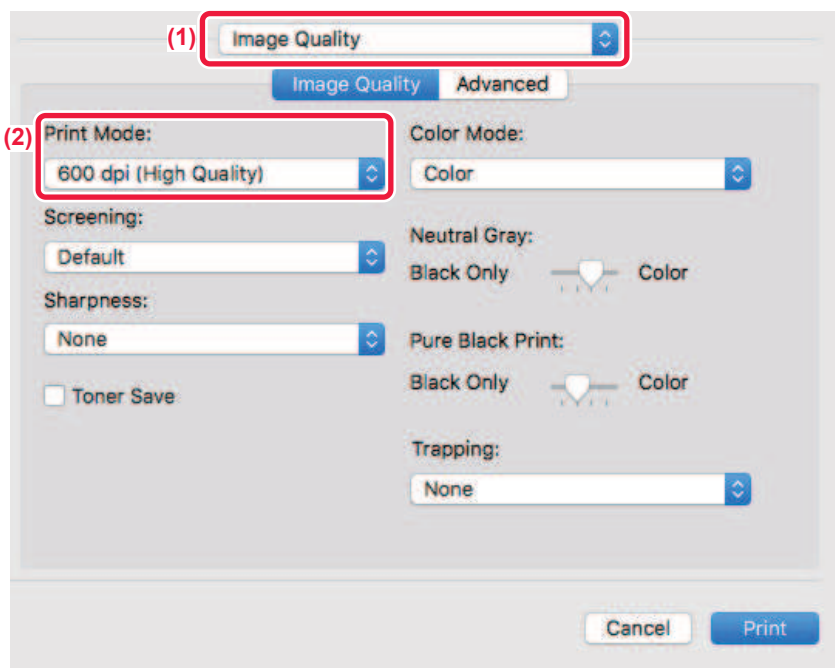 (1) Image Quality
Image Quality Advanced
(2) Print Mode:
600 dpi (High Quality)
Screening:
Default
Sharpness:
None
Toner Save
Color Mode:
Color
Neutral Gray:
Black Only Color
Pure Black Print:
Black Only Color
Trapping:
None
Cancel Print